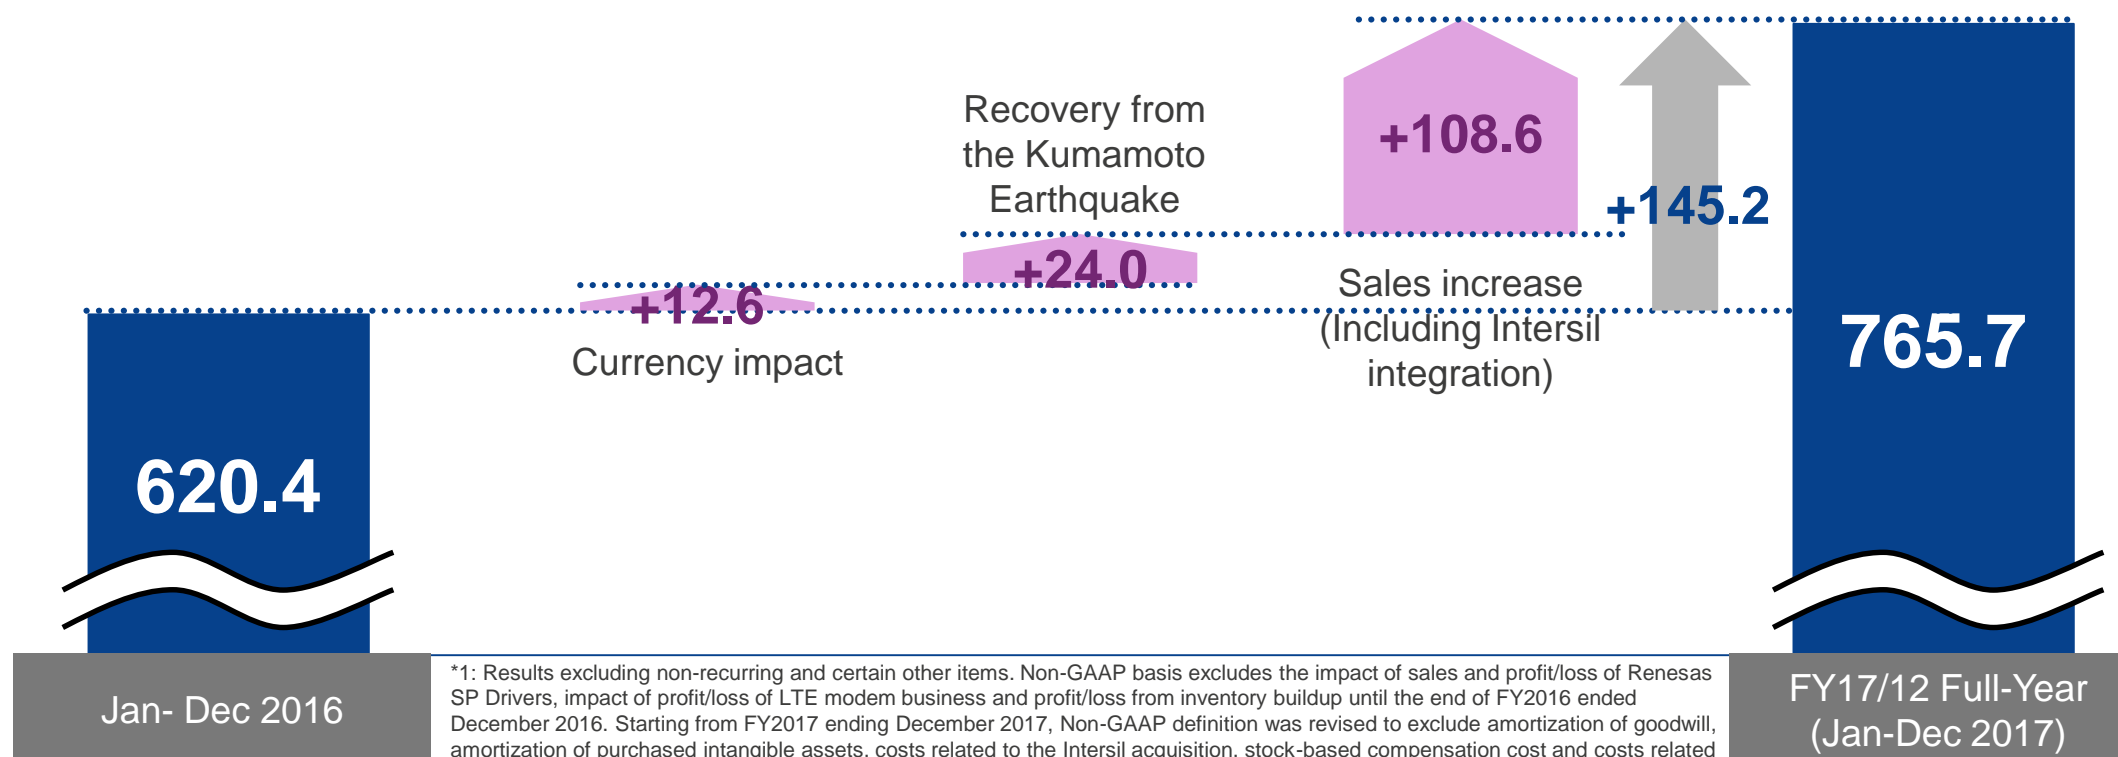 Recovery from
the Kumamoto
Earthquake
+108.6
+145.2
+24.0
+12.6
Currency impact
Sales increase
(Including Intersil
integration)
620.4
765.7
Jan- Dec 2016
*1: Results excluding non-recurring and certain other items. Non-GAAP basis excludes the impact of sales and profit/loss of Renesas
SP Drivers, impact of profit/loss of LTE modem business and profit/loss from inventory buildup until the end of FY2016 ended
December 2016. Starting from FY2017 ending December 2017, Non-GAAP definition was revised to exclude amortization of goodwill,
amortization of purchased intangible assets, costs related to the Intersil acquisition, stock-based compensation cost and costs related
FY17/12 Full-Year
(Jan-Dec 2017)